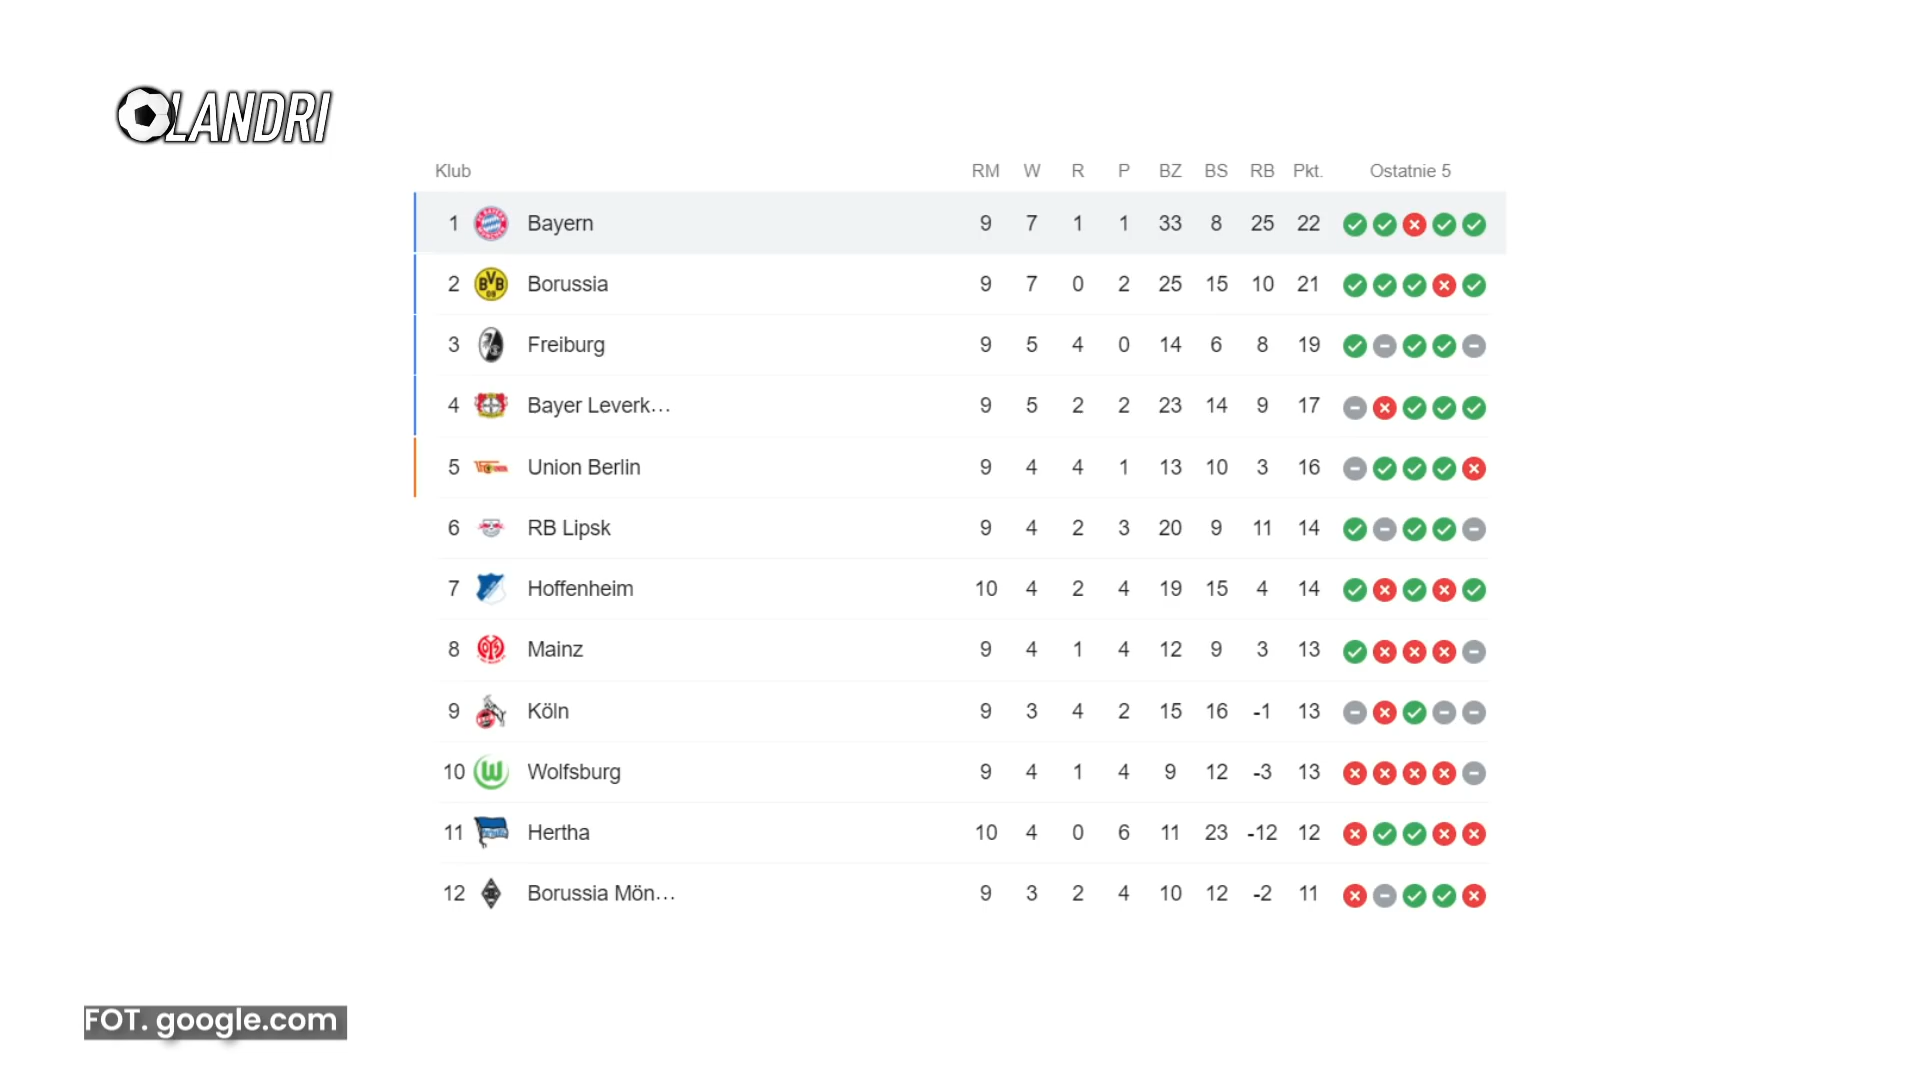 LANDRI
Klub RM W R P BZ BS RB Pkt. Ostatnie 5
1 Bayern 9 7 1 1 33 8 25 22
2 Borussia 9 7 0 2 25 15 10 21
3 Freiburg 9 5 4 0 14 6 8 19
4 Bayer Leverk... 9 5 2 2 23 14 9 17
5 Union Berlin 9 4 4 1 13 10 3 16
6 RB Lipsk 9 4 2 3 20 9 11 14
7 Hoffenheim 10 4 2 4 19 15 4 14
8 Mainz 9 4 1 4 12 9 3 13
9 Köln 9 3 4 2 15 16 -1 13
10 Wolfsburg 9 4 1 4 9 12 -3 13
11 Hertha 10 4 0 6 11 23 -12 12
12 Borussia Mön... 9 3 2 4 10 12 -2 11
FOT. google.com